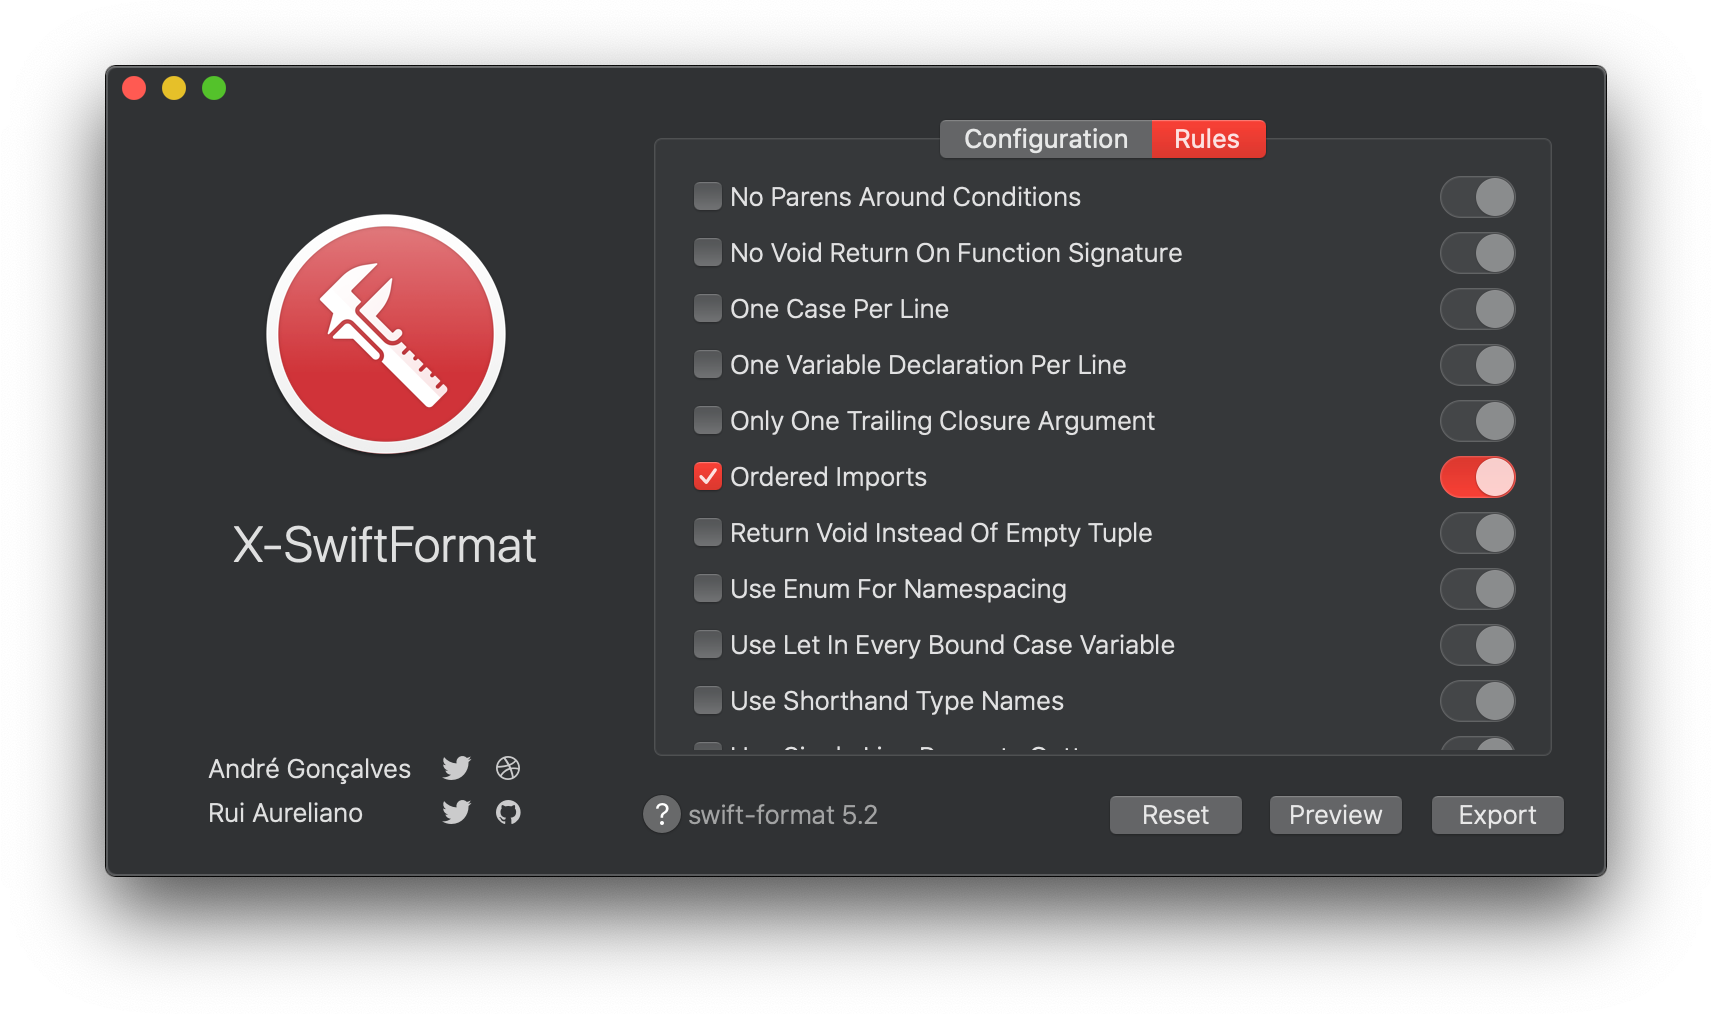 Configuration Rules
No Parens Around Conditions
No Void Return On Function Signature
One Case Per Line
One Variable Declaration Per Line
Only One Trailing Closure Argument
Ordered Imports
Return Void Instead Of Empty Tuple
Use Enum For Namespacing
Use Let In Every Bound Case Variable
Use Shorthand Type Names
X-SwiftFormat
André Gonçalves
Rui Aureliano
? swift-format 5.2
Reset Preview Export